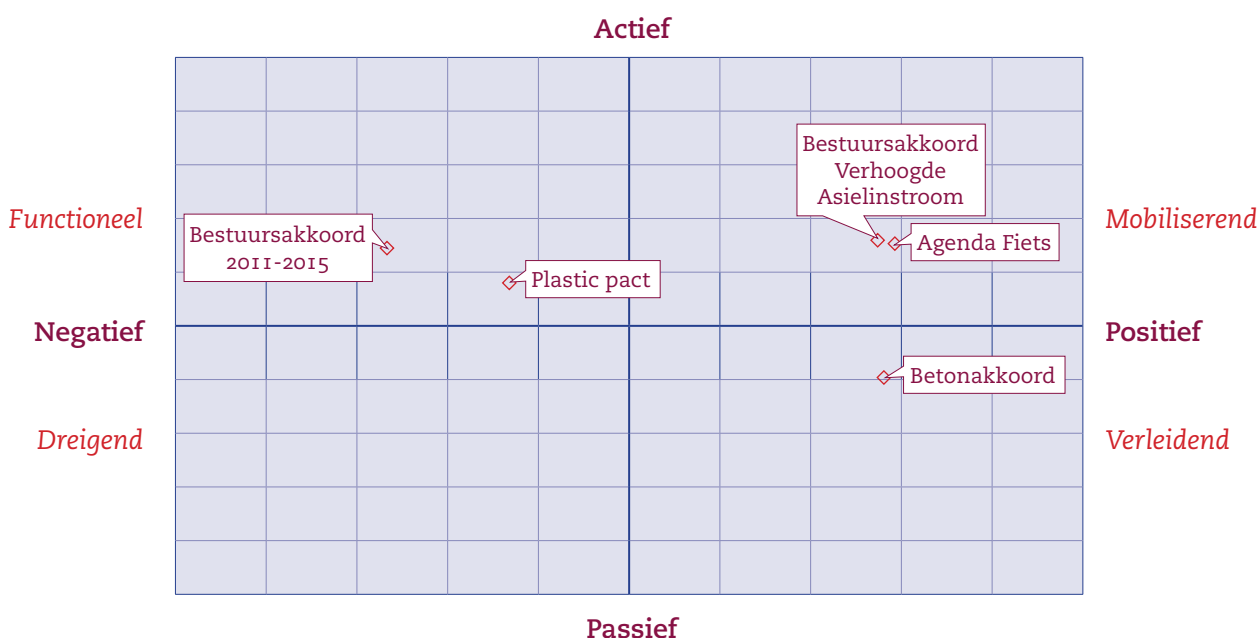 Actief
Bestuursakkoord
Verhoogde
Asielinstroom
Functioneel
Mobiliserend
Bestuursakkoord
2011-2015
Agenda Fiets
Plastic pact
Negatief
Positief
Betonakkoord
Dreigend
Verleidend
Passief